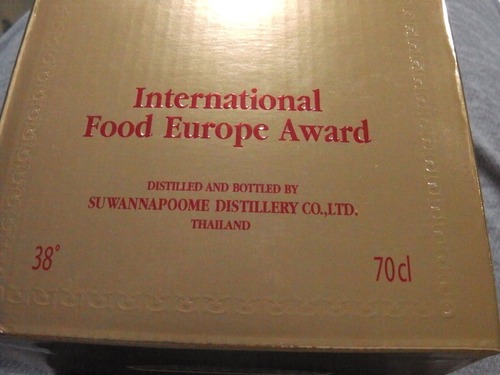 International
Food Europe Award
DISTILLED AND BOTTLED BY
SUWANNAPOOME DISTILLERY CO.,LTD.
THAILAND
38°
70cl